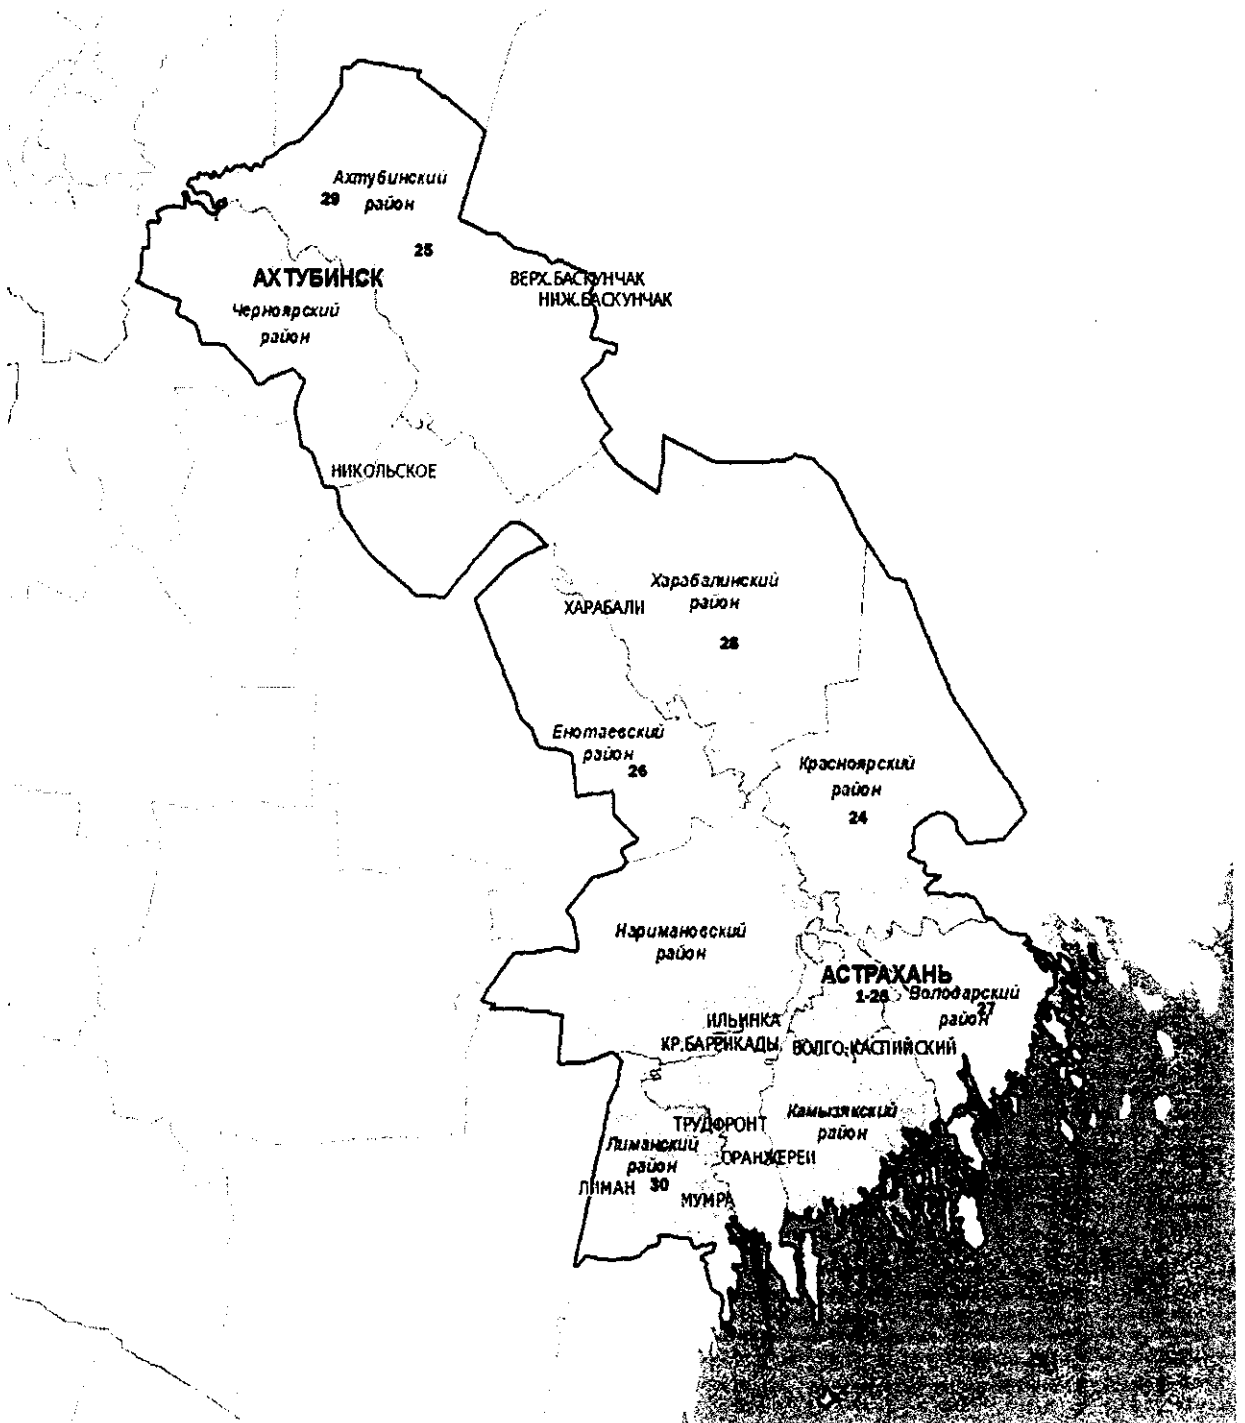 Ахтубинский
район
29
25
АХТУБИНСК
ВЕРХ.БАСКУНЧАК
НИЖ.БАСКУНЧАК
Черноярский
район
НИКОЛЬСКОЕ
Харабалинский
район
ХАРАБАЛИ
28
Енотаевский
район
26
Красноярский
район
24
Наримановский
район
АСТРАХАНЬ
Володарский
район
27
ИЛЬИНКА
КР.БАРРИКАДЫ
ВОЛГО-КАСПИЙСКИЙ
Камызякский
район
ТРУДФРОНТ
Лиманский
район
ОРАНЖЕРЕИ
ЛИМАН
30
МУМРА